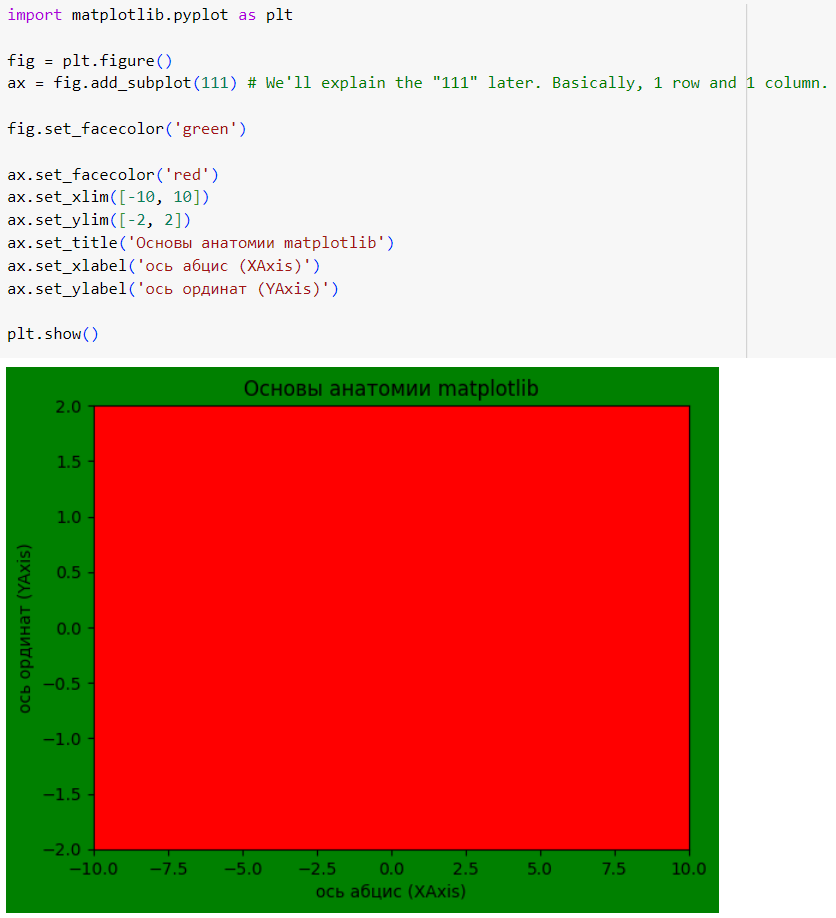 import matplotlib.pyplot as plt
fig = plt.figure()
ax = fig.add_subplot(111) # We'll explain the "111" later. Basically, 1 row and 1 column.
fig.set_facecolor('green')
ax.set_facecolor('red')
ax.set_xlim([-10, 10])
ax.set_ylim([-2, 2])
ax.set_title('Основы анатомии matplotlib')
ax.set_xlabel('ось абцис (XAxis)')
ax.set_ylabel('ось ординат (YAxis)')
plt.show()
Основы анатомии matplotlib
2.0
1.5
1.0
0.5
0.0
−0.5
−1.0
−1.5
−2.0
ось ординат (YAxis)
−10.0 −7.5 −5.0 −2.5 0.0 2.5 5.0 7.5 10.0
ось абцис (XAxis)